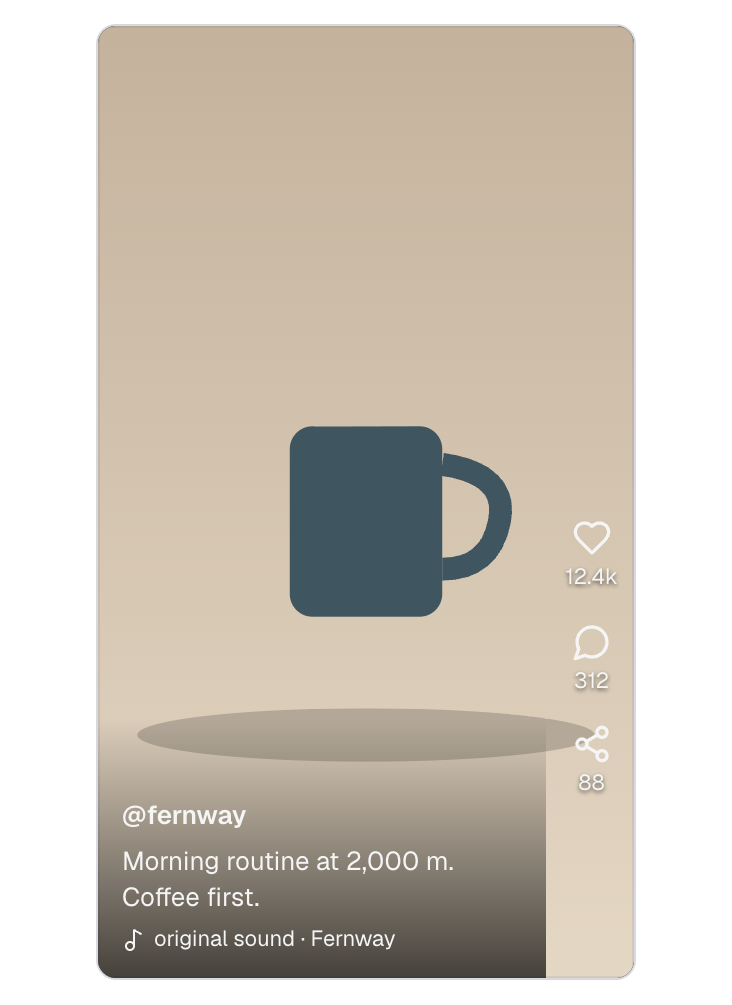 12.4k
312
88
@fernway
Morning routine at 2,000 m.
Coffee first.
original sound · Fernway